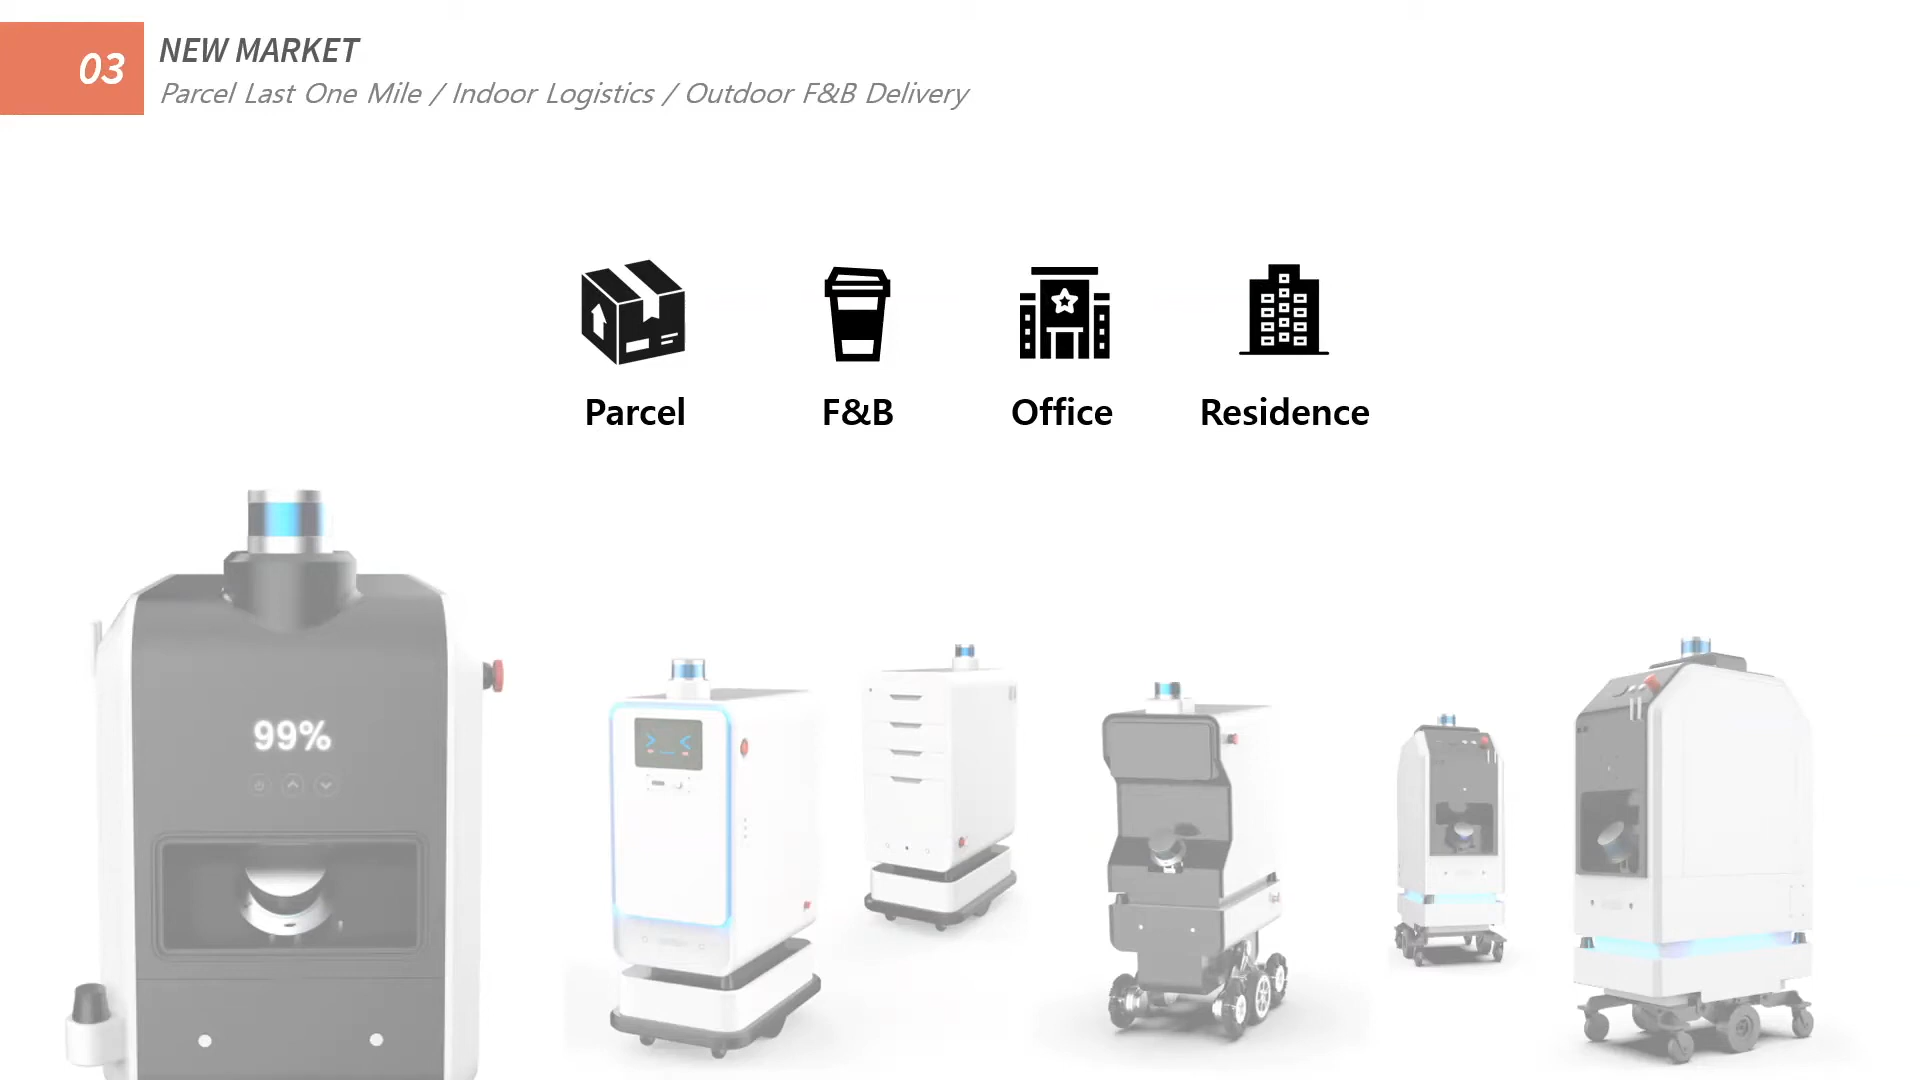 03
NEW MARKET
Parcel Last One Mile / Indoor Logistics / Outdoor F&B Delivery
Parcel
F&B
Office
Residence
99%